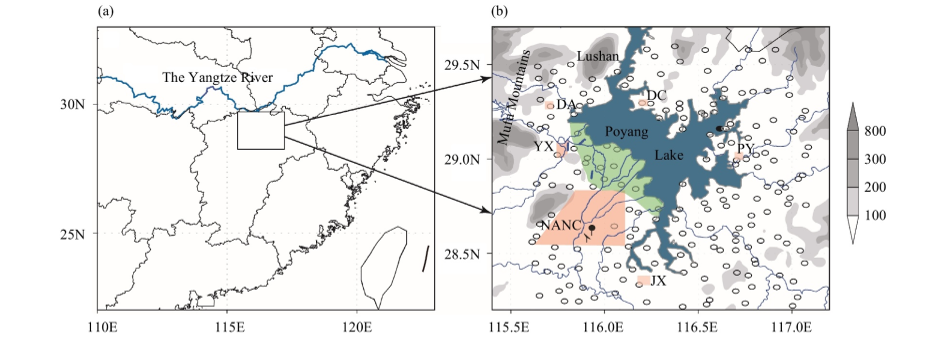 (a)
The Yangtze River
30N
25N
110E 115E 120E
(b)
29.5N
29.0N
28.5N
115.5E 116.0E 116.5E 117.0E
Lushan
Mufu Mountains
DA
DC
Poyang
Lake
YX
PY
NANC
JX
800
300
200
100